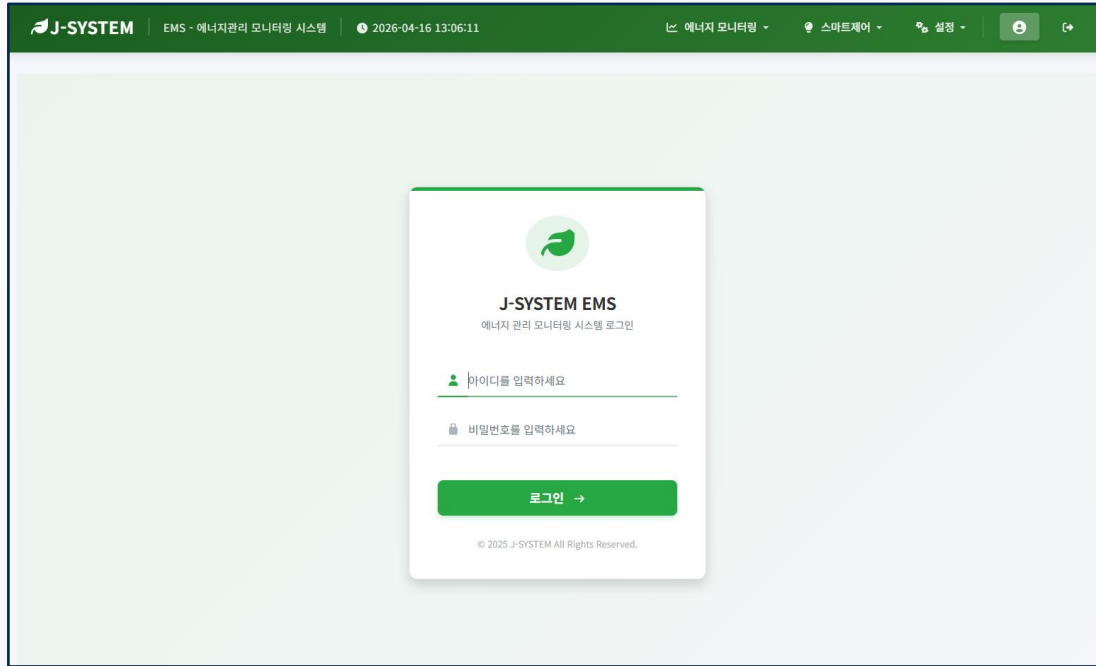 J-SYSTEM EMS - 에너지관리 모니터링 시스템 2026-04-16 13:06:11 에너지 모니터링 스마트제어 설정
J-SYSTEM EMS
에너지 관리 모니터링 시스템 로그인
아이디를 입력하세요
비밀번호를 입력하세요
로그인 →
© 2025 J-SYSTEM All Rights Reserved.